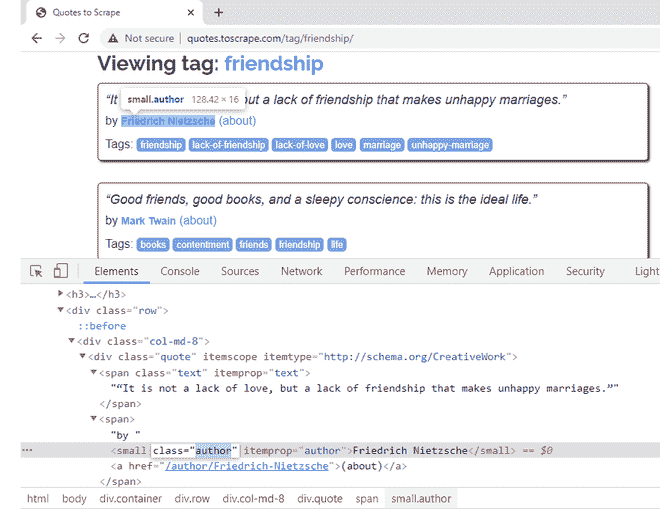 Quotes to Scrape
Not secure | quotes.toscrape.com/tag/friendship/
Viewing tag: friendship
small.author 128.42 × 16
“It but a lack of friendship that makes unhappy marriages.”
by Friedrich Nietzsche (about)
Tags: friendship lack-of-friendship lack-of-love love marriage unhappy-marriage
“Good friends, good books, and a sleepy conscience: this is the ideal life.”
by Mark Twain (about)
Tags: books contentment friends friendship life
Elements Console Sources Network Performance Memory Application Security Light
<h3>…</h3>
<div class="row">
::before
<div class="col-md-8">
<div class="quote" itemscope itemtype="http://schema.org/CreativeWork">
<span class="text" itemprop="text">
"“It is not a lack of love, but a lack of friendship that makes unhappy marriages.”"
</span>
<span>
"by "
<small class="author" itemprop="author">Friedrich Nietzsche</small> == $0
<a href="/author/Friedrich-Nietzsche">(about)</a>
</span>
html body div.container div.row div.col-md-8 div.quote span small.author